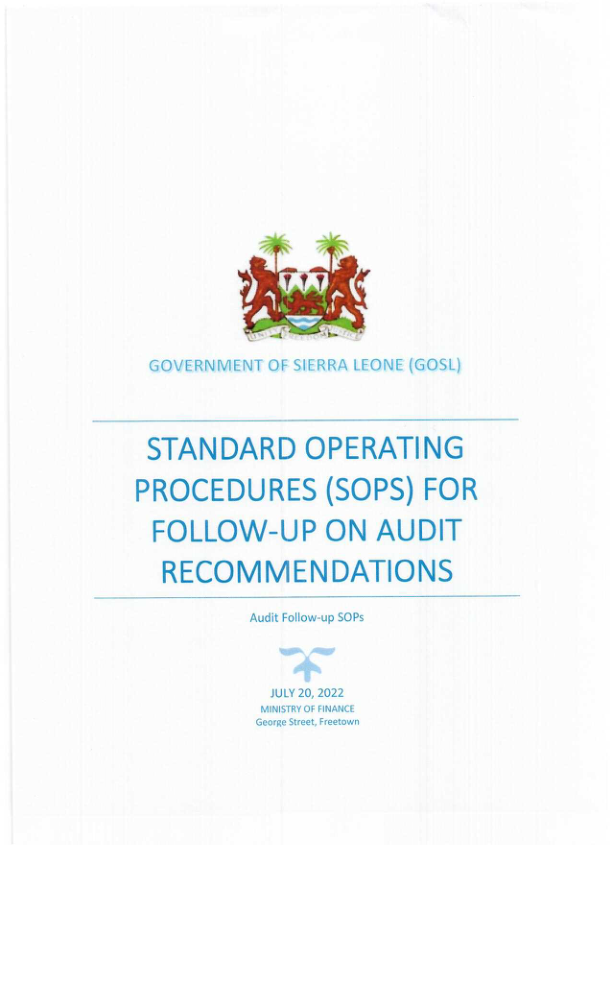 UNITY FREEDOM JUSTICE
GOVERNMENT OF SIERRA LEONE (GOSL)
STANDARD OPERATING
PROCEDURES (SOPS) FOR
FOLLOW-UP ON AUDIT
RECOMMENDATIONS
Audit Follow-up SOPs
JULY 20, 2022
MINISTRY OF FINANCE
George Street, Freetown